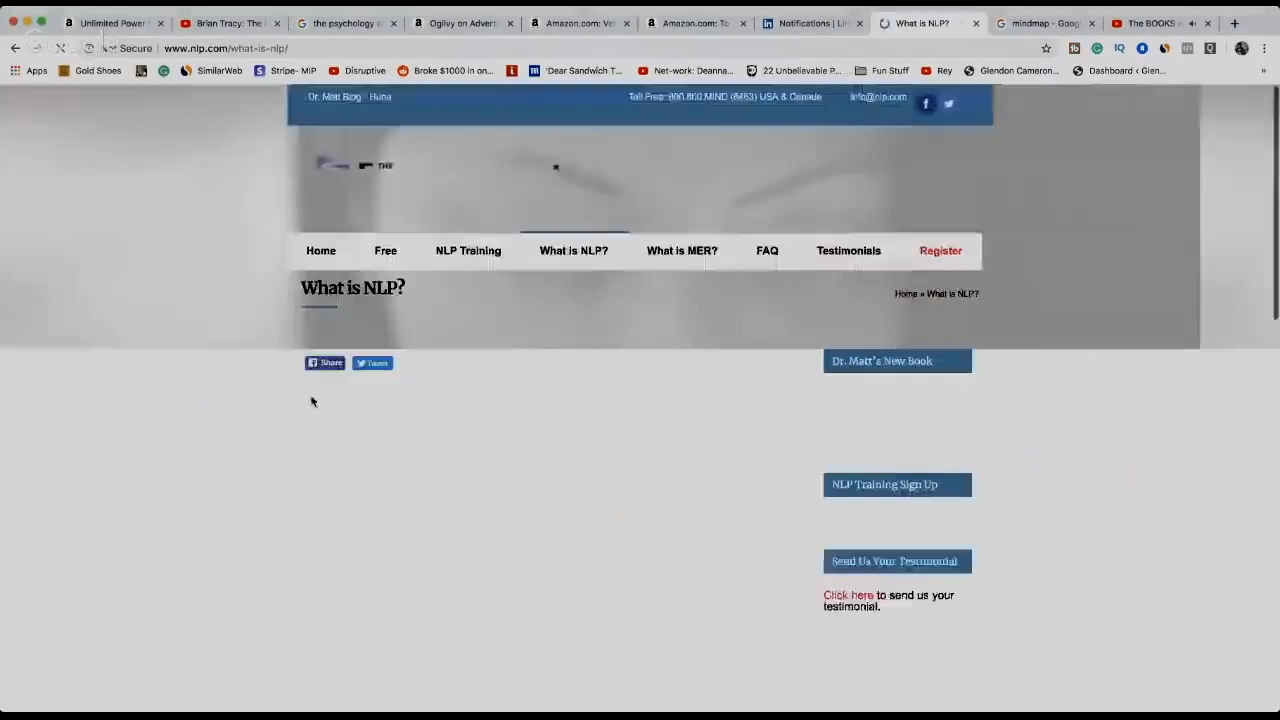 Unlimited Power
Brian Tracy: The
the psychology o
Ogilvy on Adverti
Amazon.com: Ve
Amazon.com: To
Notifications | Lin
What is NLP?
mindmap - Goog
The BOOKS
Secure
www.nlp.com/what-is-nlp/
Apps
Gold Shoes
SimilarWeb
Stripe- MIP
Disruptive
Broke $1000 in on...
'Dear Sandwich T...
Net-work: Deanna...
22 Unbelievable P...
Fun Stuff
Rey
Glendon Cameron...
Dashboard ‹ Glen...
Dr. Matt Blog
Huna
Toll Free: 800.800.MIND (6463) USA & Canada
info@nlp.com
THE
Home
Free
NLP Training
What is NLP?
What is MER?
FAQ
Testimonials
Register
What is NLP?
Home » What is NLP?
Share
Tweet
Dr. Matt's New Book
NLP Training Sign Up
Send Us Your Testimonial
Click here to send us your
testimonial.